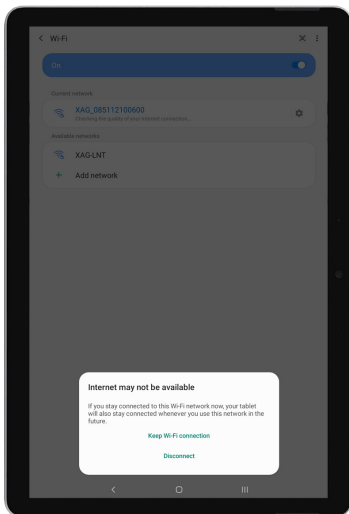 Wi-Fi
On
Current network
XAG_085112100600
Checking the quality of your internet connection...
Available networks
XAG-LNT
Add network
Internet may not be available
If you stay connected to this Wi-Fi network now, your tablet
will also stay connected whenever you use this network in the
future.
Keep Wi-Fi connection
Disconnect